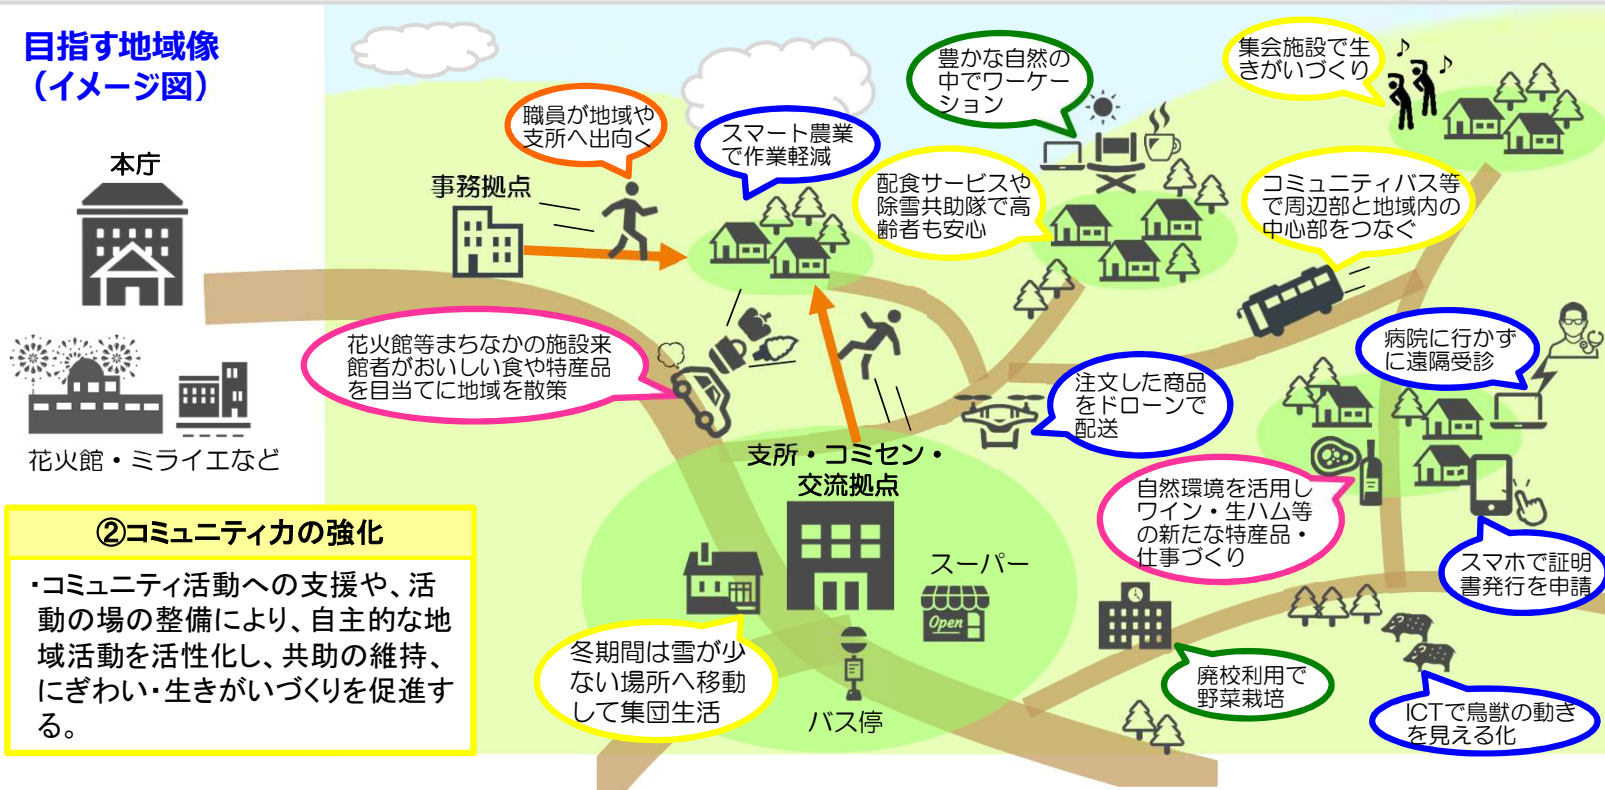 目指す地域像
(イメージ図)
本庁
花火館・ミライエなど
②コミュニティ力の強化
・コミュニティ活動への支援や、活
動の場の整備により、自主的な地
域活動を活性化し、共助の維持、
にぎわい・生きがいづくりを促進す
る。
事務拠点
職員が地域や
支所へ出向く
スマート農業
で作業軽減
豊かな自然の
中でワーケー
ション
集会施設で生
きがいづくり
♪
♪
配食サービスや
除雪共助隊で高
齢者も安心
コミュニティバス等
で周辺部と地域内の
中心部をつなぐ
花火館等まちなかの施設来
館者がおいしい食や特産品
を目当てに地域を散策
注文した商品
をドローンで
配送
病院に行かず
に遠隔受診
支所・コミセン・
交流拠点
自然環境を活用し
ワイン・生ハム等
の新たな特産品・
仕事づくり
スーパー
Open
スマホで証明
書発行を申請
冬期間は雪が少
ない場所へ移動
して集団生活
バス停
廃校利用で
野菜栽培
ICTで鳥獣の動き
を見える化